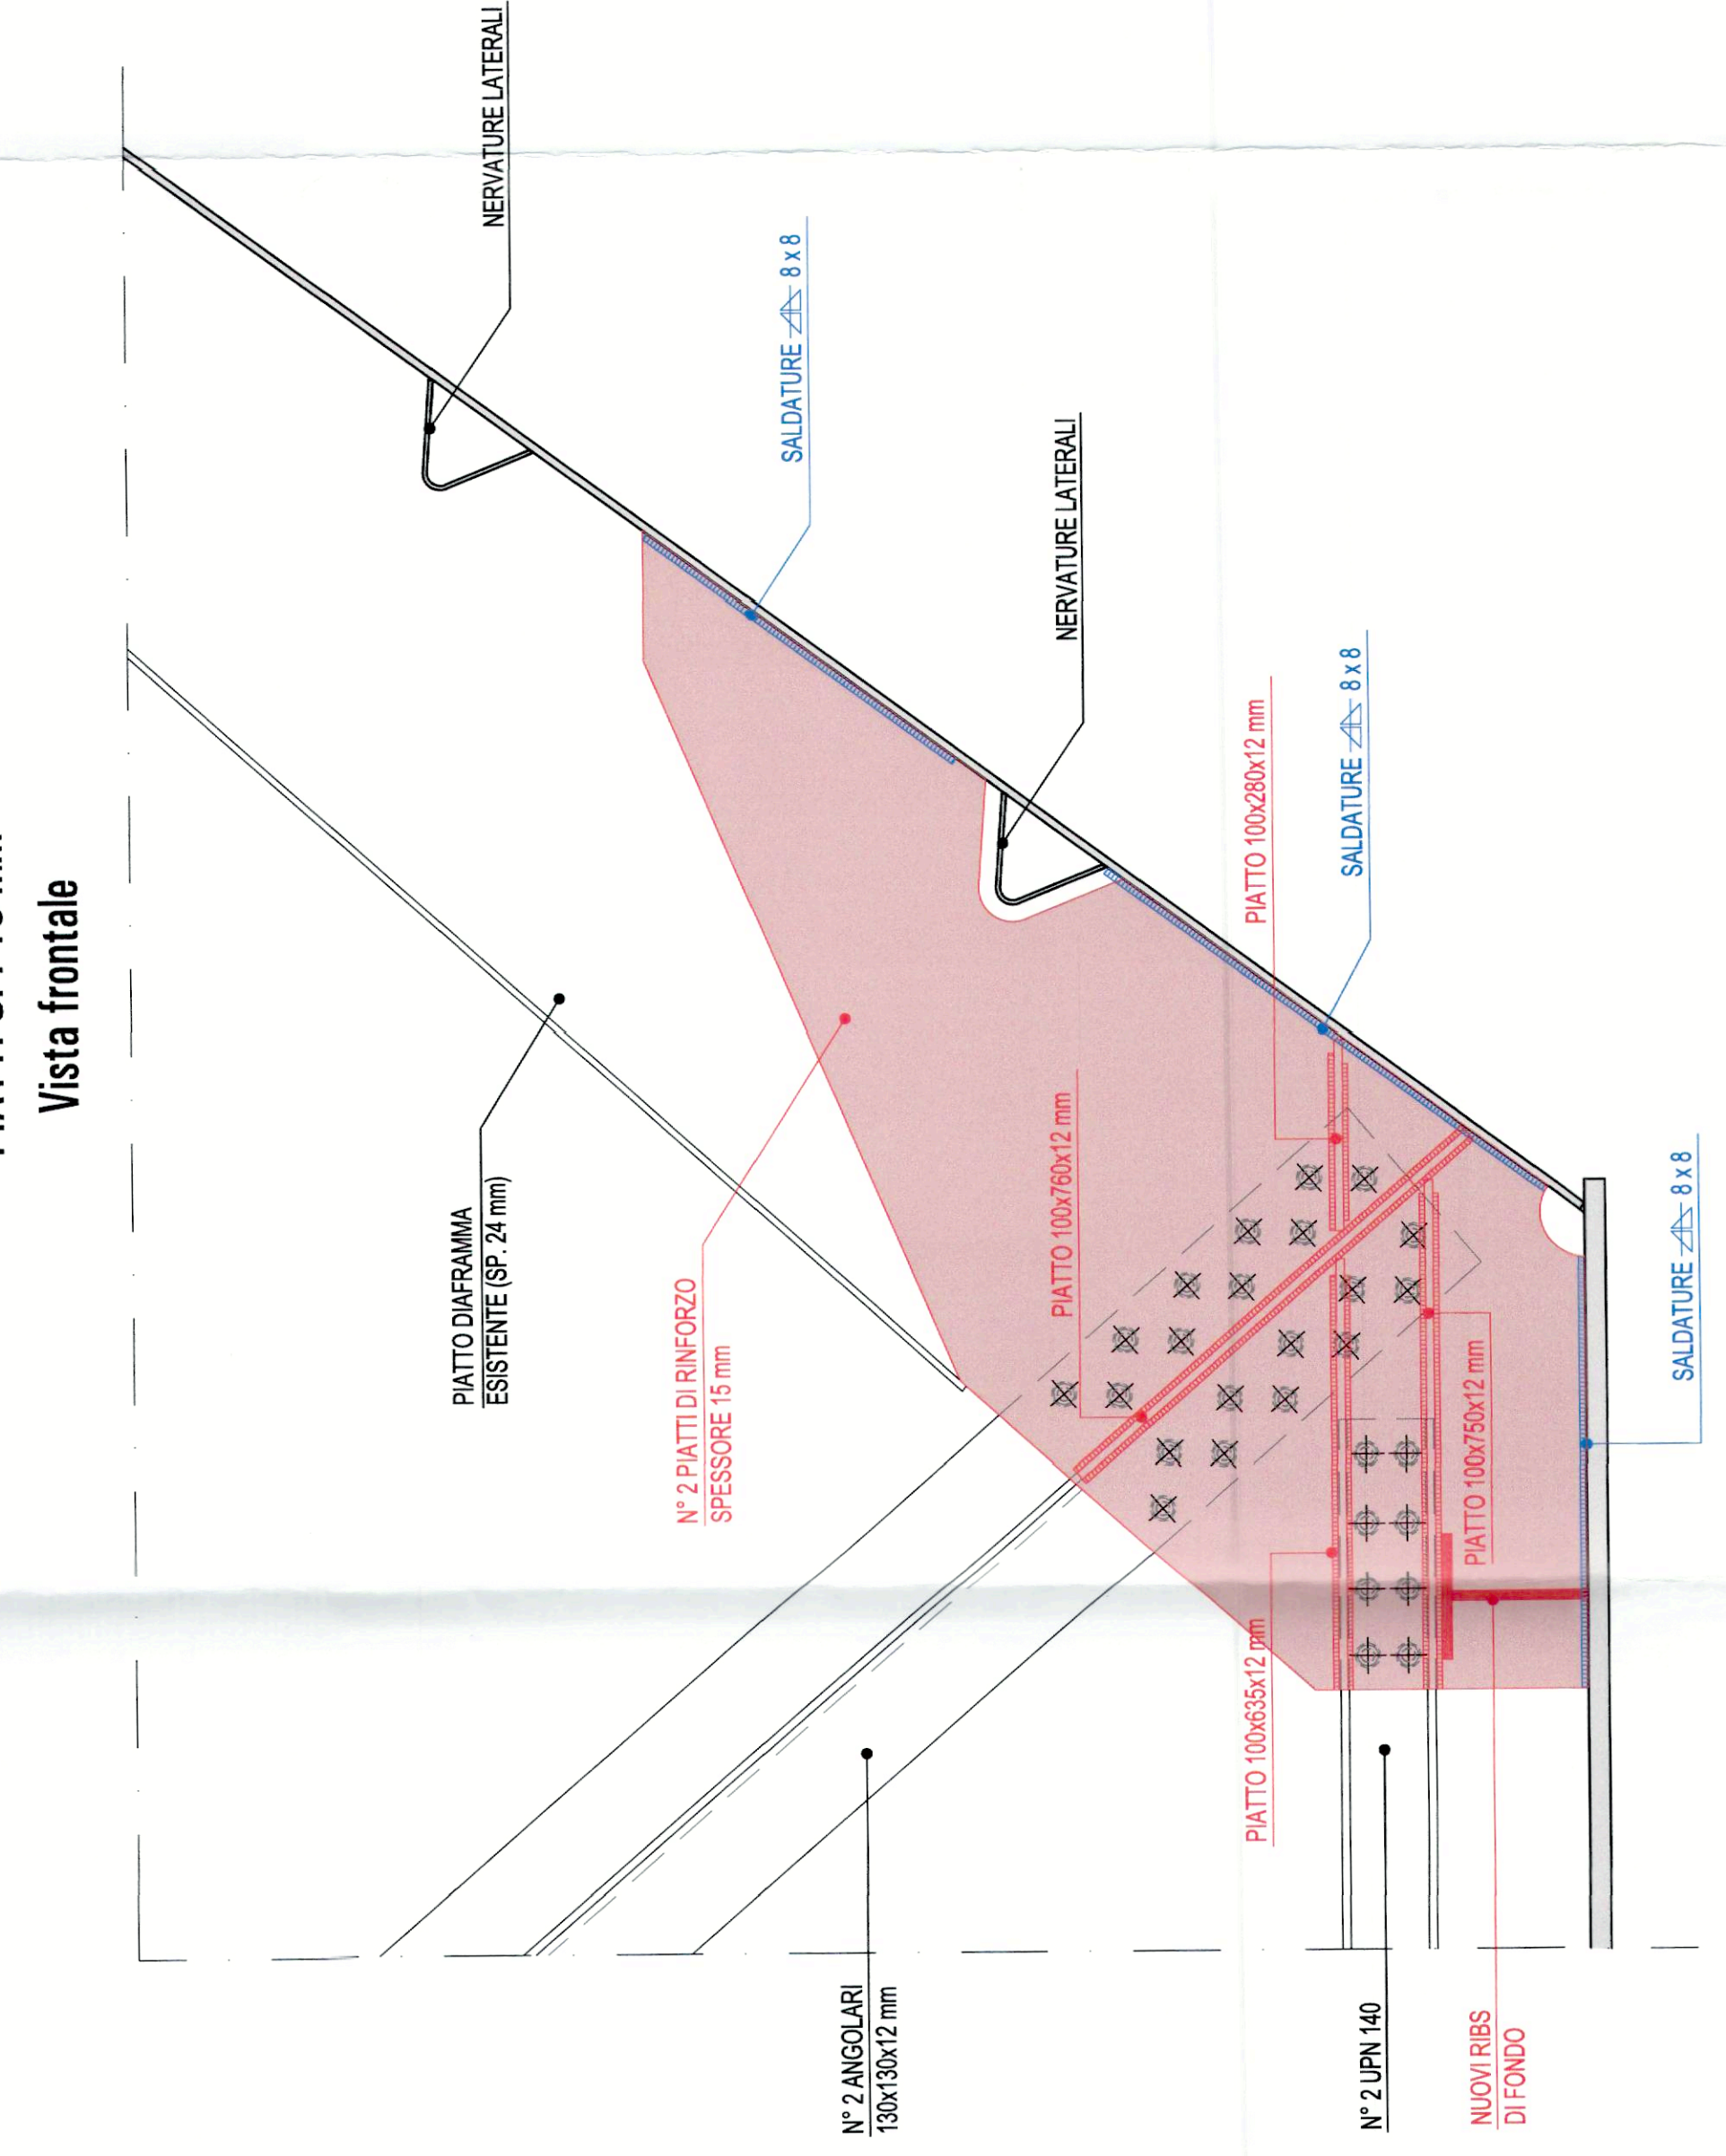 Vista frontale
NERVATURE LATERALI
SALDATURE 8 x 8
NERVATURE LATERALI
PIATTO 100x280x12 mm
SALDATURE 8 x 8
PIATTO DIAFRAMMA
ESISTENTE (SP. 24 mm)
N° 2 PIATTI DI RINFORZO
SPESSORE 15 mm
PIATTO 100x760x12 mm
SALDATURE 8 x 8
PIATTO 100x750x12 mm
PIATTO 100x635x12 mm
N° 2 ANGOLARI
130x130x12 mm
N° 2 UPN 140
NUOVI RIBS
DI FONDO